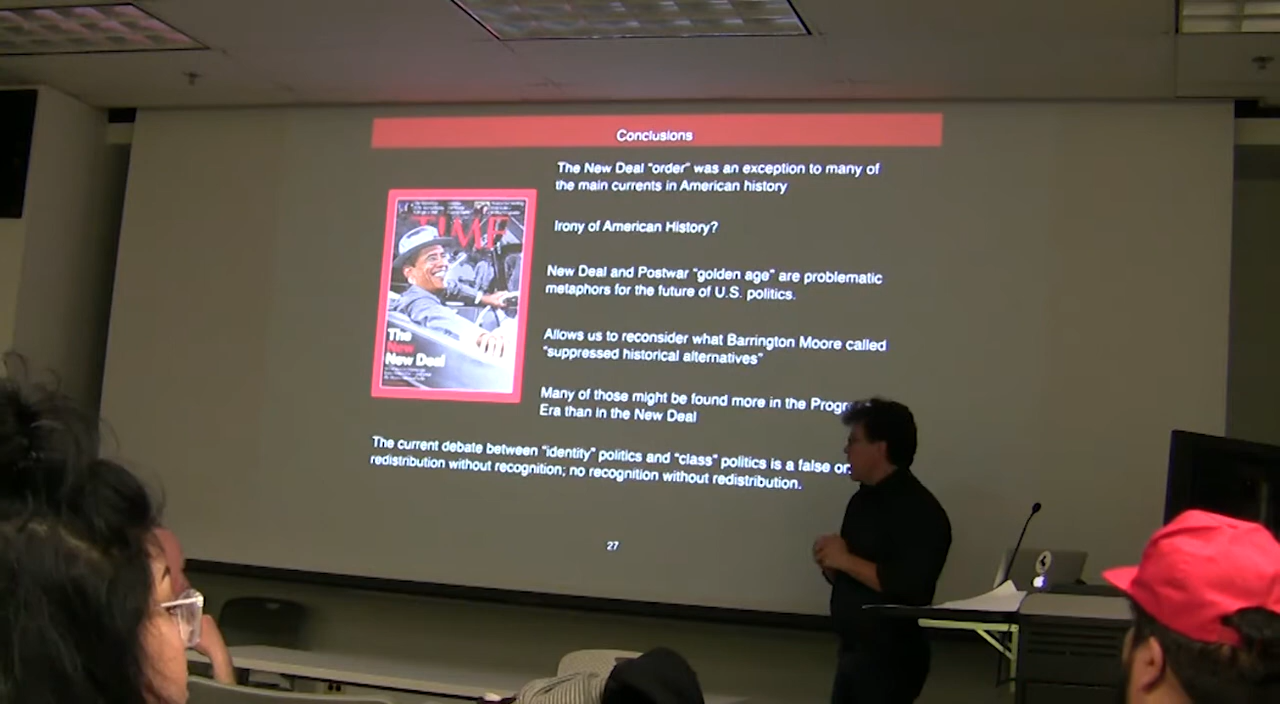 Conclusions
The New Deal "order" was an exception to many of
the main currents in American history
Irony of American History?
New Deal and Postwar "golden age" are problematic
metaphors for the future of U.S. politics.
Allows us to reconsider what Barrington Moore called
"suppressed historical alternatives"
Many of those might be found more in the
Era than in the New Deal
The current debate between "identity" politics and "class" politics is a false
redistribution without recognition; no recognition without redistribution.
TIME
The
New
New Deal
27